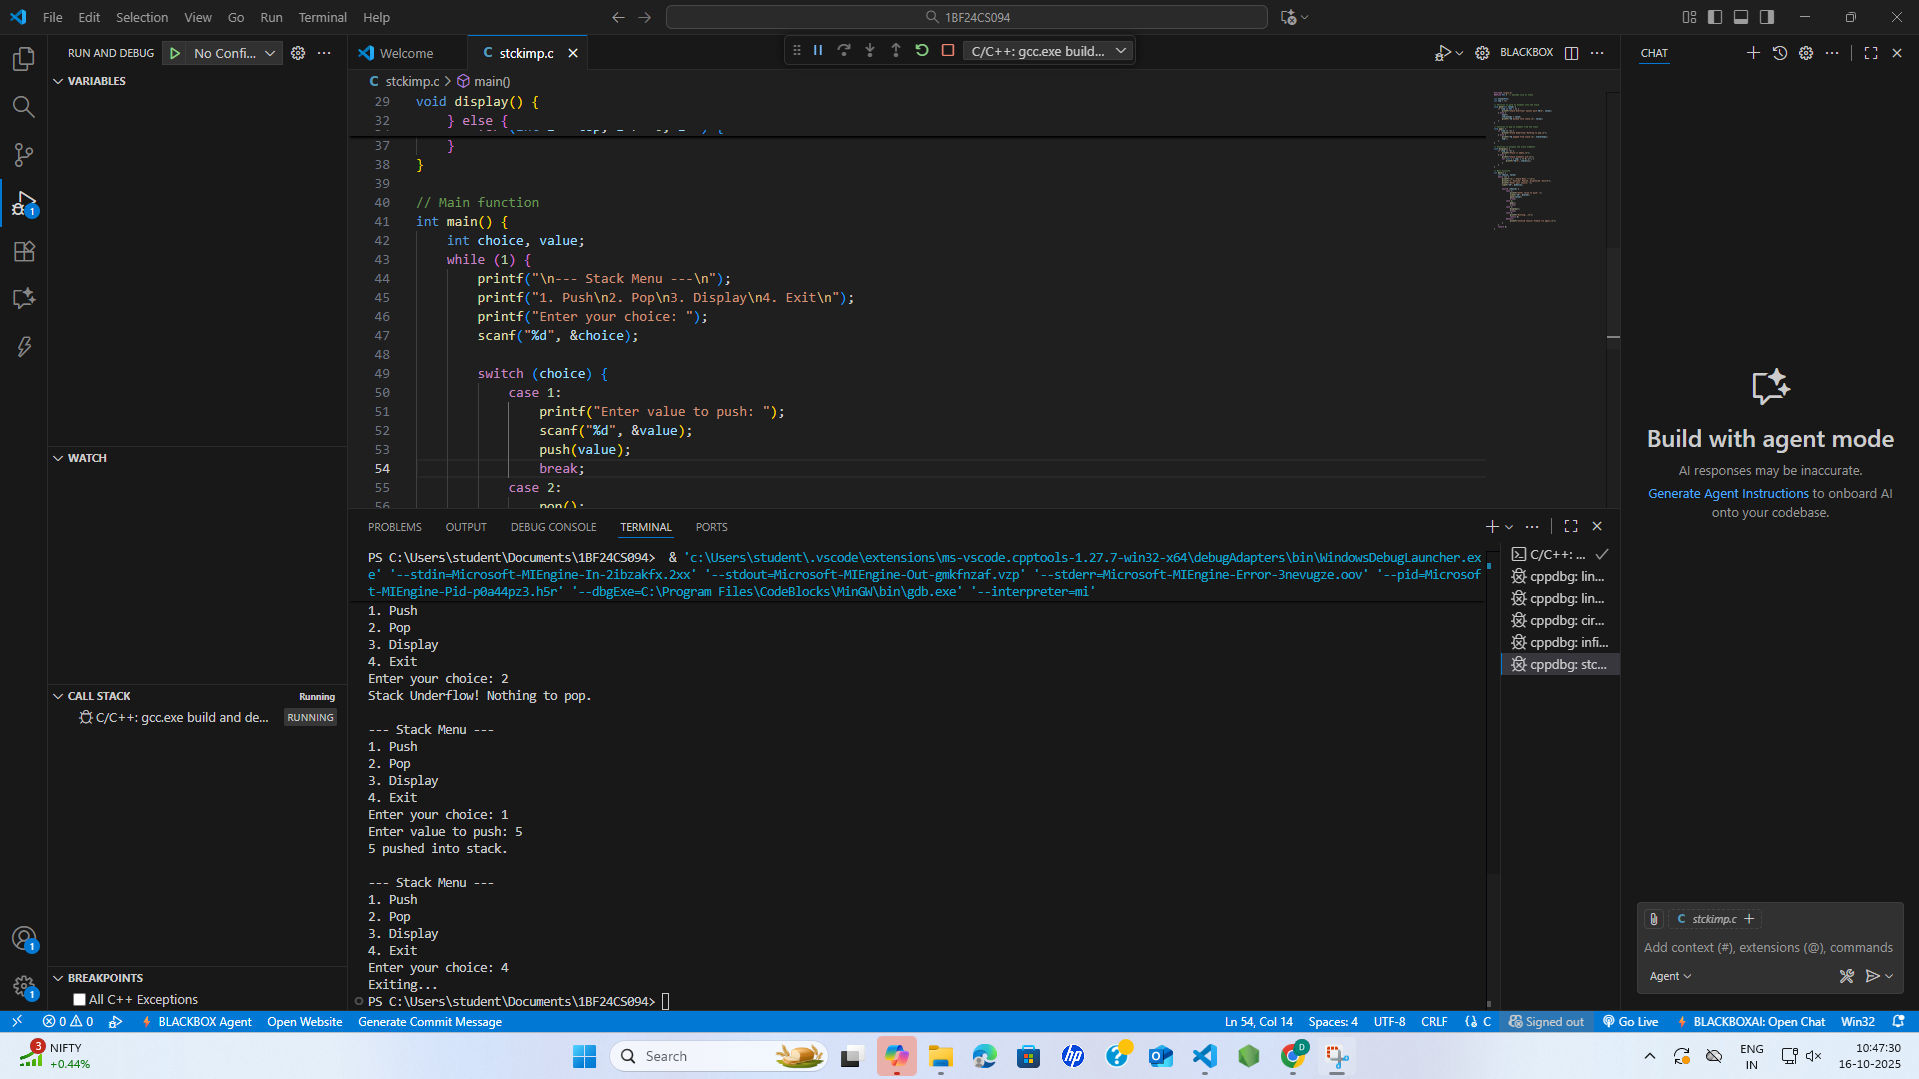 File Edit Selection View Go Run Terminal Help
1BF24CS094
RUN AND DEBUG No Confi...
VARIABLES
WATCH
CALL STACK Running
C/C++: gcc.exe build and de... RUNNING
BREAKPOINTS
All C++ Exceptions
Welcome
stckimp.c
C/C++: gcc.exe build...
BLACKBOX
stckimp.c > main()
29 void display() {
32 } else {
37 }
38 }
39
40 // Main function
41 int main() {
42 int choice, value;
43 while (1) {
44 printf("\n--- Stack Menu ---\n");
45 printf("1. Push\n2. Pop\n3. Display\n4. Exit\n");
46 printf("Enter your choice: ");
47 scanf("%d", &choice);
48
49 switch (choice) {
50 case 1:
51 printf("Enter value to push: ");
52 scanf("%d", &value);
53 push(value);
54 break;
55 case 2:
56 pop();
PROBLEMS OUTPUT DEBUG CONSOLE TERMINAL PORTS
PS C:\Users\student\Documents\1BF24CS094> & 'c:\Users\student\.vscode\extensions\ms-vscode.cpptools-1.27.7-win32-x64\debugAdapters\bin\WindowsDebugLauncher.ex
e' '--stdin=Microsoft-MIEngine-In-2ibzakfx.2xx' '--stdout=Microsoft-MIEngine-Out-gmkfnzaf.vzp' '--stderr=Microsoft-MIEngine-Error-3nevugze.oov' '--pid=Microsof
t-MIEngine-Pid-p0a44pz3.h5r' '--dbgExe=C:\Program Files\CodeBlocks\MinGW\bin\gdb.exe' '--interpreter=mi'
1. Push
2. Pop
3. Display
4. Exit
Enter your choice: 2
Stack Underflow! Nothing to pop.
--- Stack Menu ---
1. Push
2. Pop
3. Display
4. Exit
Enter your choice: 1
Enter value to push: 5
5 pushed into stack.
--- Stack Menu ---
1. Push
2. Pop
3. Display
4. Exit
Enter your choice: 4
Exiting...
PS C:\Users\student\Documents\1BF24CS094>
C/C++: ...
cppdbg: lin...
cppdbg: lin...
cppdbg: cir...
cppdbg: infi...
cppdbg: stc...
CHAT
Build with agent mode
AI responses may be inaccurate.
Generate Agent Instructions to onboard AI
onto your codebase.
stckimp.c
Add context (#), extensions (@), commands
Agent
0 0 BLACKBOX Agent Open Website Generate Commit Message
Ln 54, Col 14 Spaces: 4 UTF-8 CRLF {} C Signed out Go Live BLACKBOXAI: Open Chat Win32
3 NIFTY
+0.44%
Search
ENG
IN
10:47:30
16-10-2025